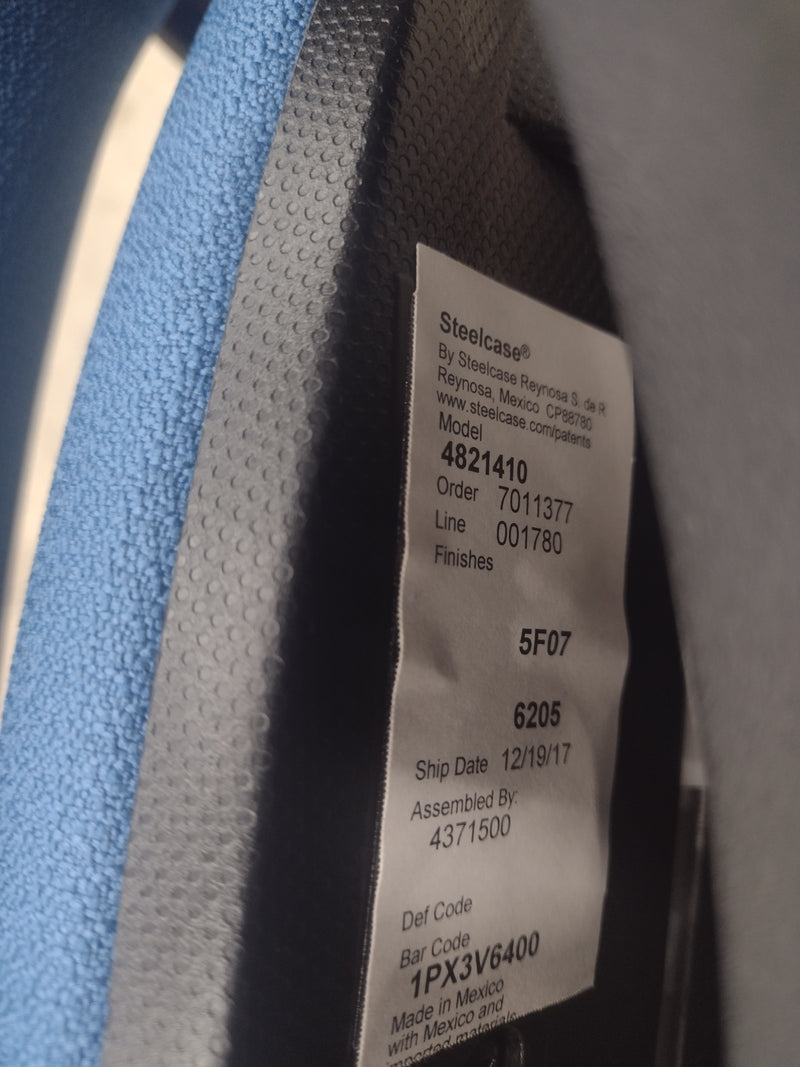 Steelcase®
By Steelcase Reynosa S. de R
Reynosa, Mexico CP88780
www.steelcase.com/patents
Model
4821410
Order 7011377
Line 001780
Finishes
5F07
6205
Ship Date 12/19/17
Assembled By:
4371500
Def Code
Bar Code
1PX3V6400
Made in Mexico
with Mexico and
imported materials